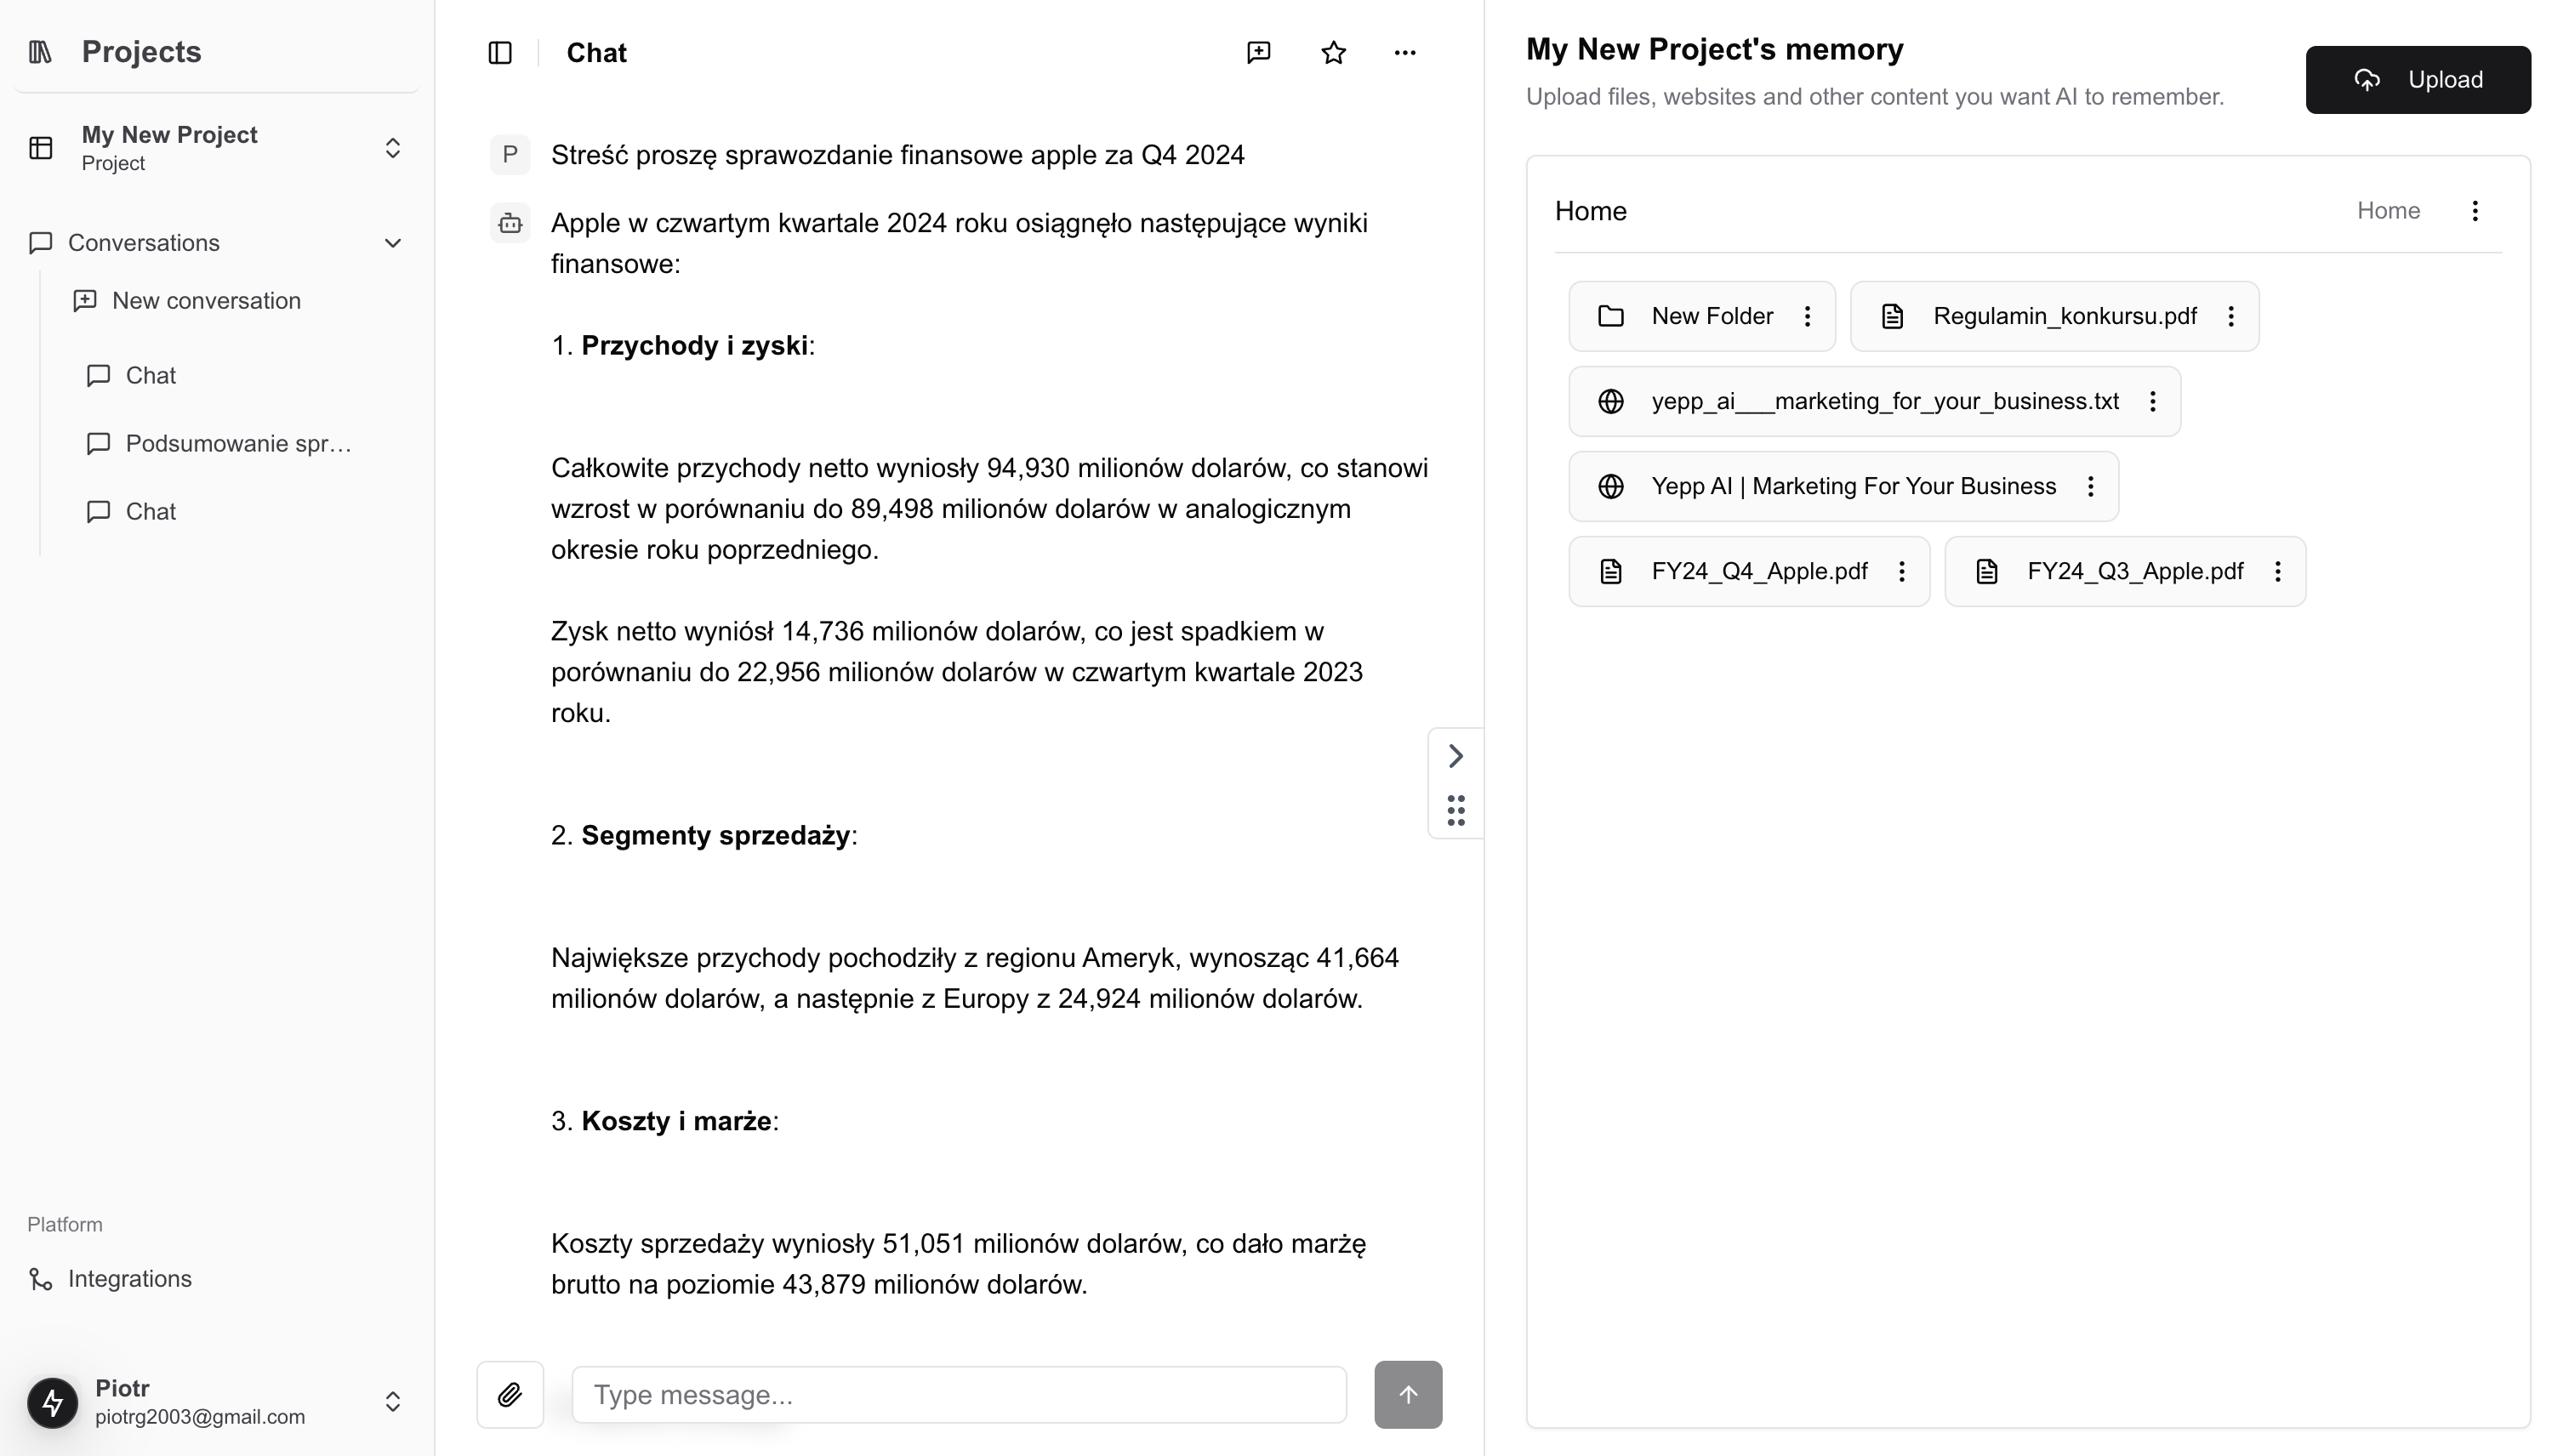 Projects
My New Project
Project
Conversations
New conversation
Chat
Podsumowanie spr...
Chat
Platform
Integrations
Piotr
piotrg2003@gmail.com
Chat
P
Streść proszę sprawozdanie finansowe apple za Q4 2024
Apple w czwartym kwartale 2024 roku osiągnęło następujące wyniki
finansowe:
1. Przychody i zyski:
Całkowite przychody netto wyniosły 94,930 milionów dolarów, co stanowi
wzrost w porównaniu do 89,498 milionów dolarów w analogicznym
okresie roku poprzedniego.
Zysk netto wyniósł 14,736 milionów dolarów, co jest spadkiem w
porównaniu do 22,956 milionów dolarów w czwartym kwartale 2023
roku.
2. Segmenty sprzedaży:
Największe przychody pochodziły z regionu Ameryk, wynosząc 41,664
milionów dolarów, a następnie z Europy z 24,924 milionów dolarów.
3. Koszty i marże:
Koszty sprzedaży wyniosły 51,051 milionów dolarów, co dało marżę
brutto na poziomie 43,879 milionów dolarów.
Type message...
My New Project's memory
Upload files, websites and other content you want AI to remember.
Upload
Home
Home
New Folder
Regulamin_konkursu.pdf
yepp_ai___marketing_for_your_business.txt
Yepp AI | Marketing For Your Business
FY24_Q4_Apple.pdf
FY24_Q3_Apple.pdf